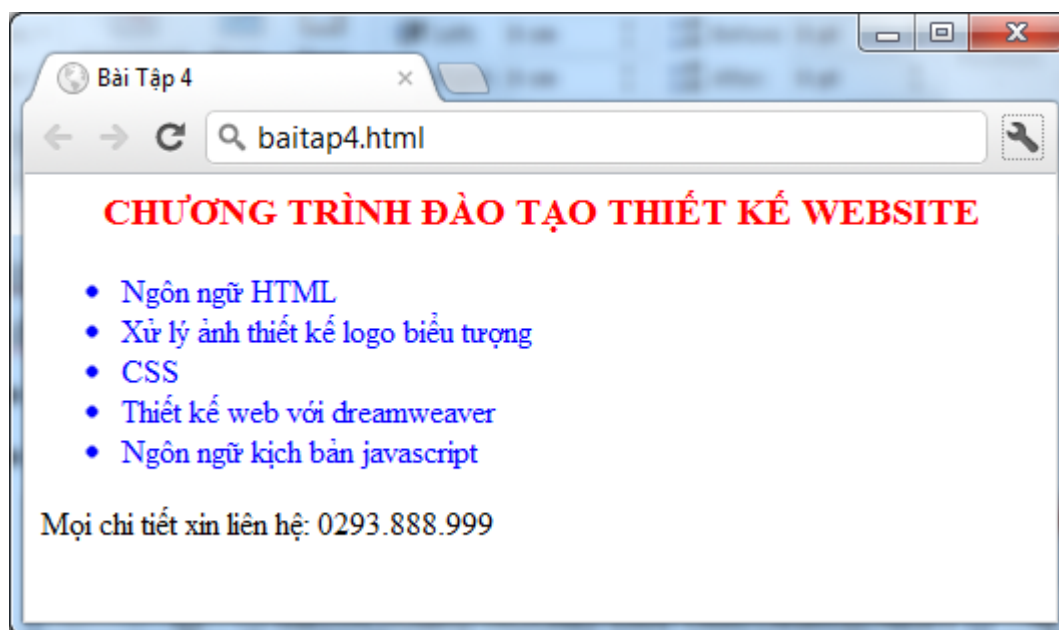 Bài Tập 4
baitap4.html
CHƯƠNG TRÌNH ĐÀO TẠO THIẾT KẾ WEBSITE
Ngôn ngữ HTML
Xử lý ảnh thiết kế logo biểu tượng
CSS
Thiết kế web với dreamweaver
Ngôn ngữ kịch bản javascript
Mọi chi tiết xin liên hệ: 0293.888.999